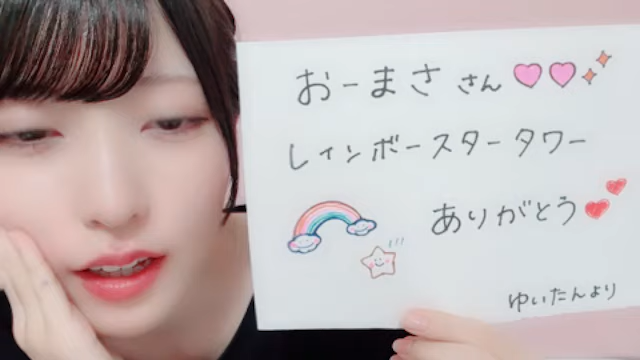 おーまささん
レインボースタータワー
ありがとう
ゆいたんより